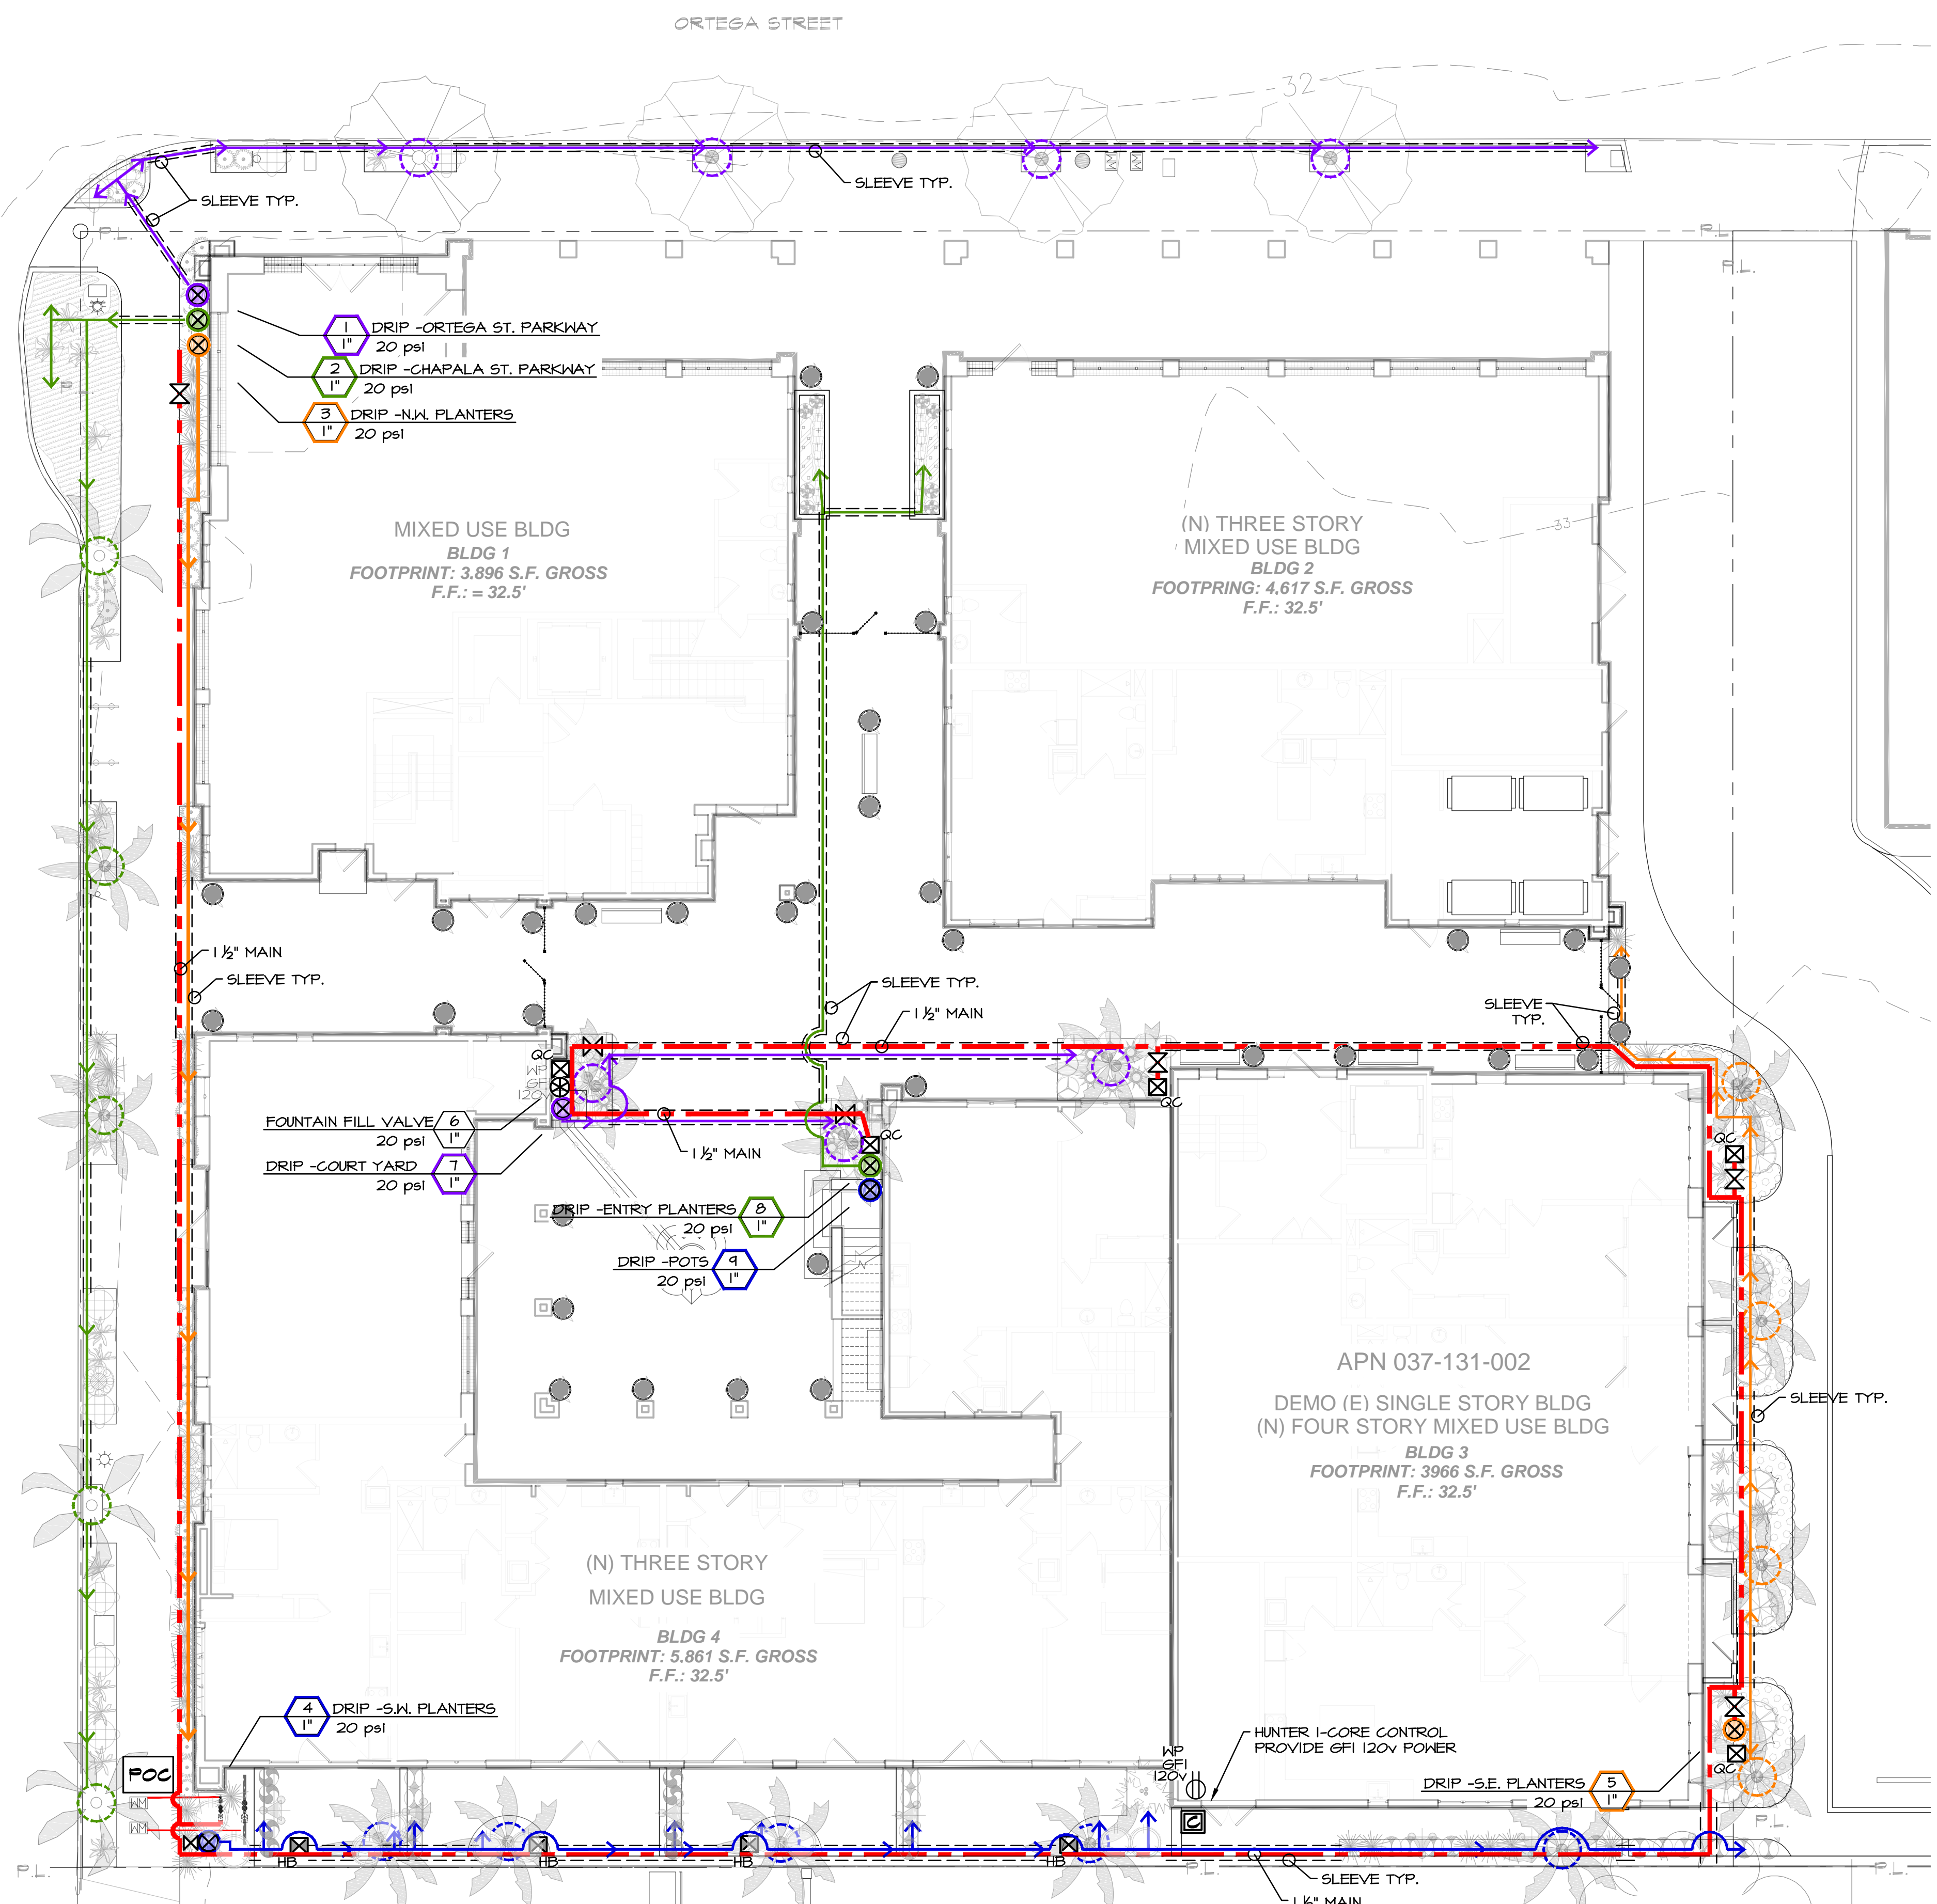 ORTEGA STREET
32
SLEEVE TYP.
SLEEVE TYP.
WM
WM
P.L.
P.L.
P.L.
1
1"
DRIP -ORTEGA ST. PARKWAY
20 psi
2
1"
DRIP -CHAPALA ST. PARKWAY
20 psi
3
1"
DRIP -N.W. PLANTERS
20 psi
P.L.
MIXED USE BLDG
BLDG 1
FOOTPRINT: 3.896 S.F. GROSS
F.F.: = 32.5'
(N) THREE STORY
MIXED USE BLDG
BLDG 2
FOOTPRING: 4,617 S.F. GROSS
F.F.: 32.5'
33
1 ½" MAIN
SLEEVE TYP.
SLEEVE TYP.
1 ½" MAIN
SLEEVE
TYP.
QC
WP
GFI
120V
QC
FOUNTAIN FILL VALVE
6
1"
20 psi
DRIP -COURT YARD
7
1"
20 psi
1 ½" MAIN
QC
QC
DRIP -ENTRY PLANTERS
8
1"
20 psi
DRIP -POTS
9
1"
20 psi
APN 037-131-002
DEMO (E) SINGLE STORY BLDG
(N) FOUR STORY MIXED USE BLDG
BLDG 3
FOOTPRINT: 3966 S.F. GROSS
F.F.: 32.5'
SLEEVE TYP.
(N) THREE STORY
MIXED USE BLDG
BLDG 4
FOOTPRINT: 5.861 S.F. GROSS
F.F.: 32.5'
4
1"
DRIP -S.W. PLANTERS
20 psi
HUNTER I-CORE CONTROL
PROVIDE GFI 120v POWER
WP
GFI
120v
POC
WM
WM
DRIP -S.E. PLANTERS
5
1"
20 psi
QC
C
P.L.
HB
HB
HB
HB
P.L.
P.L.
P.L.
SLEEVE TYP.
1 ½" MAIN